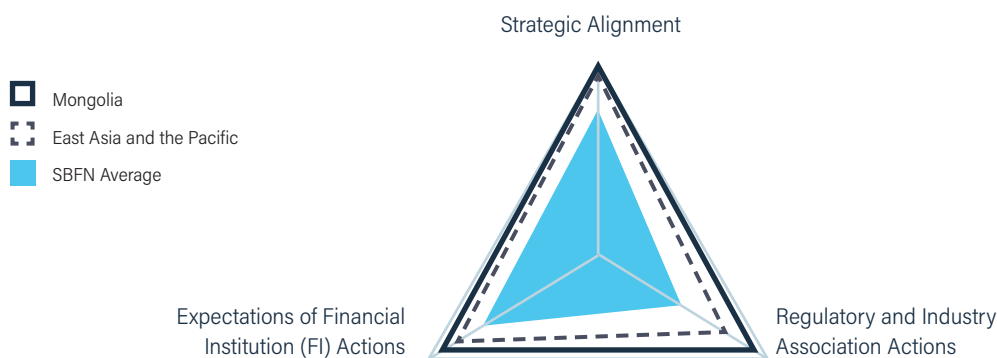 Strategic Alignment
Mongolia
East Asia and the Pacific
SBFN Average
Expectations of Financial
Institution (FI) Actions
Regulatory and Industry
Association Actions